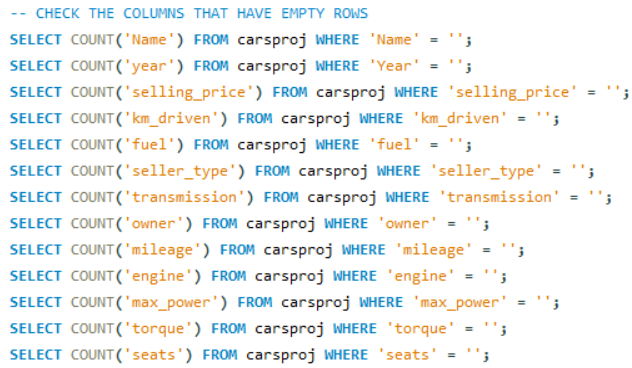 -- CHECK THE COLUMNS THAT HAVE EMPTY ROWS
SELECT COUNT('Name') FROM carsproj WHERE 'Name' = '';
SELECT COUNT('year') FROM carsproj WHERE 'Year' = '';
SELECT COUNT('selling_price') FROM carsproj WHERE 'selling_price' = '';
SELECT COUNT('km_driven') FROM carsproj WHERE 'km_driven' = '';
SELECT COUNT('fuel') FROM carsproj WHERE 'fuel' = '';
SELECT COUNT('seller_type') FROM carsproj WHERE 'seller_type' = '';
SELECT COUNT('transmission') FROM carsproj WHERE 'transmission' = '';
SELECT COUNT('owner') FROM carsproj WHERE 'owner' = '';
SELECT COUNT('mileage') FROM carsproj WHERE 'mileage' = '';
SELECT COUNT('engine') FROM carsproj WHERE 'engine' = '';
SELECT COUNT('max_power') FROM carsproj WHERE 'max_power' = '';
SELECT COUNT('torque') FROM carsproj WHERE 'torque' = '';
SELECT COUNT('seats') FROM carsproj WHERE 'seats' = '';